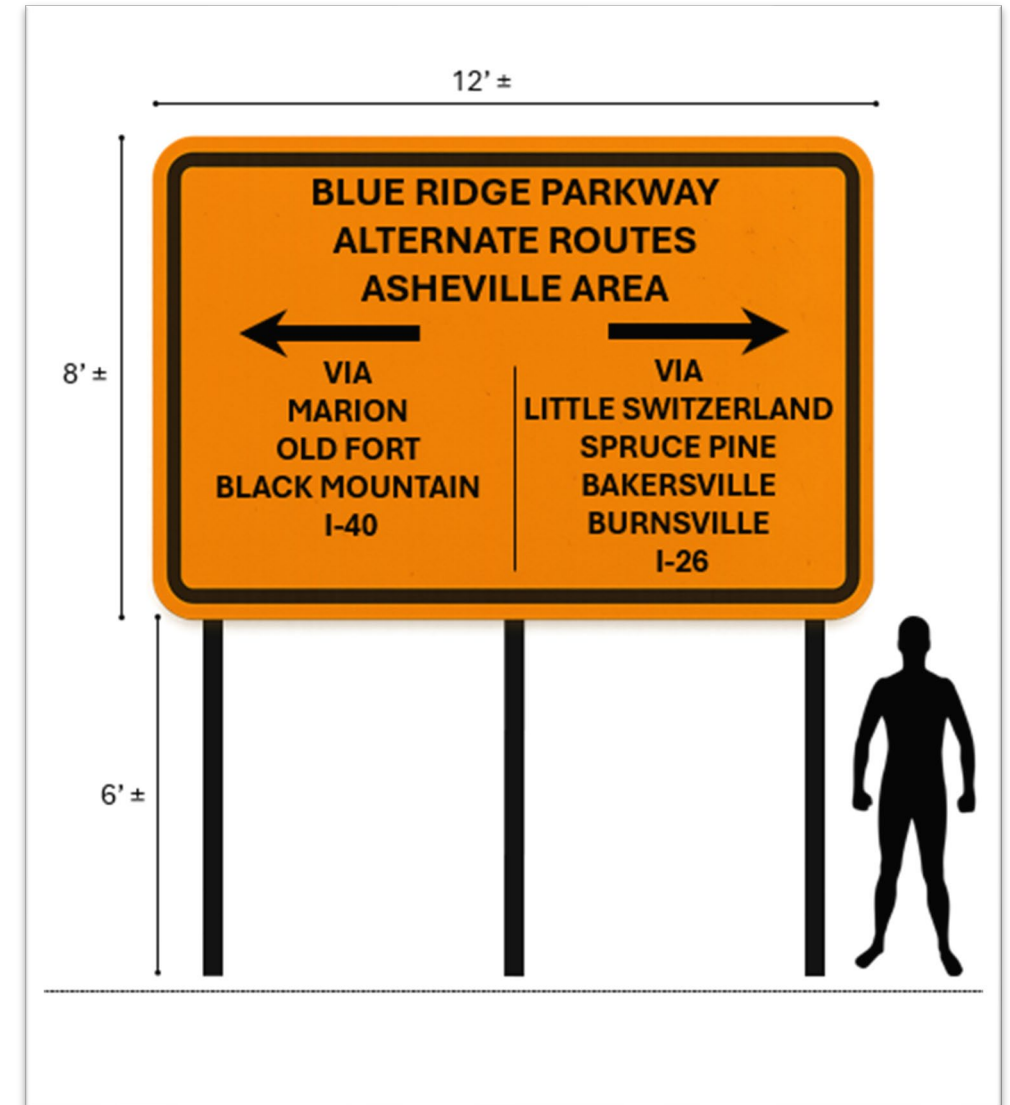 12’ ±
8’ ±
BLUE RIDGE PARKWAY
ALTERNATE ROUTES
ASHEVILLE AREA
VIA
MARION
OLD FORT
BLACK MOUNTAIN
I-40
VIA
LITTLE SWITZERLAND
SPRUCE PINE
BAKERSVILLE
BURNSVILLE
I-26
6’ ±